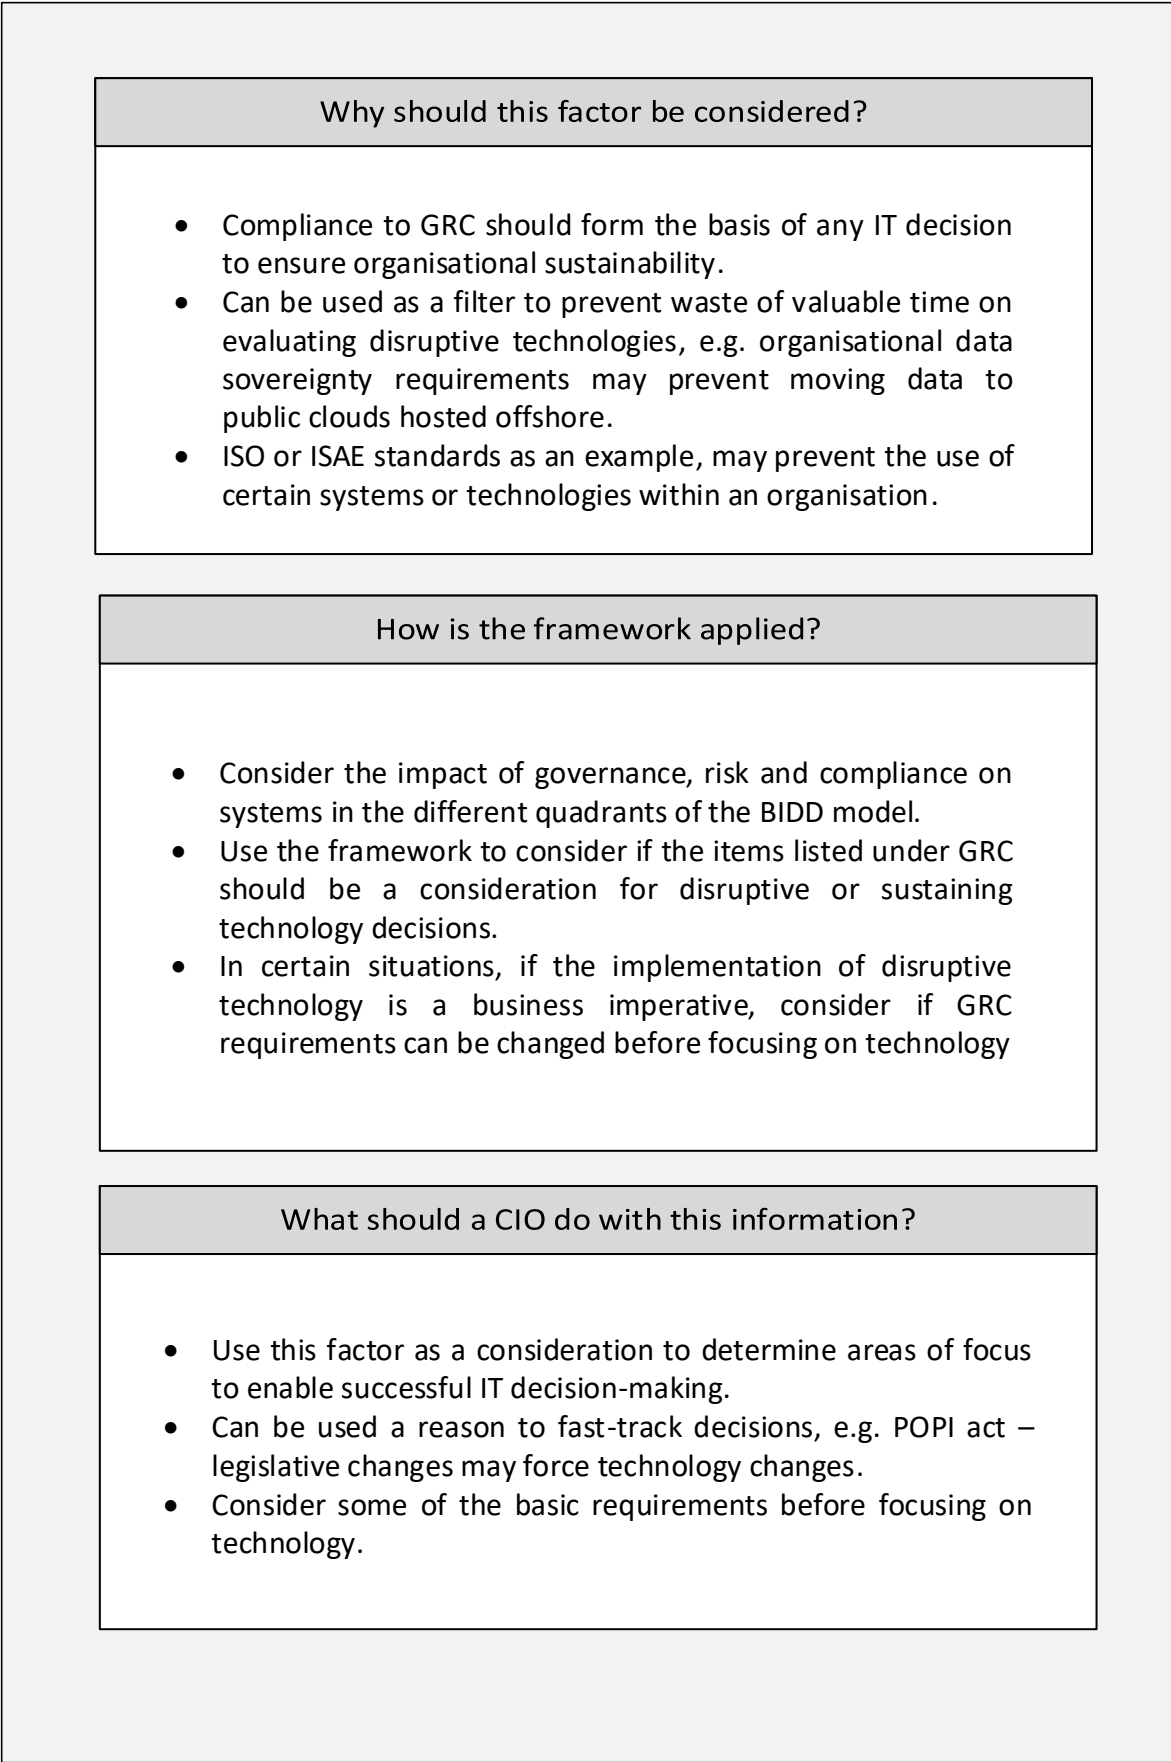 Why should this factor be considered?
• Compliance to GRC should form the basis of any IT decision
to ensure organisational sustainability.
• Can be used as a filter to prevent waste of valuable time on
evaluating disruptive technologies, e.g. organisational data
sovereignty requirements may prevent moving data to
public clouds hosted offshore.
• ISO or ISAE standards as an example, may prevent the use of
certain systems or technologies within an organisation.
How is the framework applied?
• Consider the impact of governance, risk and compliance on
systems in the different quadrants of the BIDD model.
• Use the framework to consider if the items listed under GRC
should be a consideration for disruptive or sustaining
technology decisions.
• In certain situations, if the implementation of disruptive
technology is a business imperative, consider if GRC
requirements can be changed before focusing on technology
What should a CIO do with this information?
• Use this factor as a consideration to determine areas of focus
to enable successful IT decision-making.
• Can be used a reason to fast-track decisions, e.g. POPI act –
legislative changes may force technology changes.
• Consider some of the basic requirements before focusing on
technology.